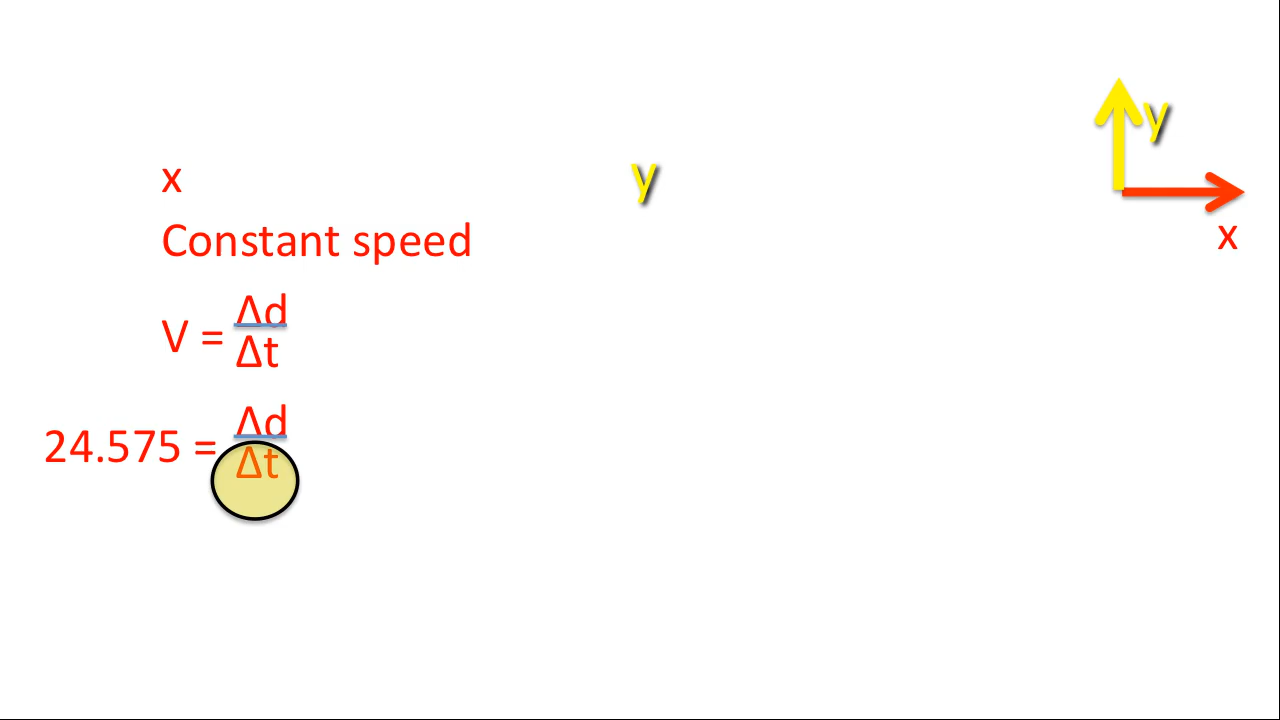 y
x y
x
Constant speed
V = Δd
Δt
24.575 = Δd
Δt